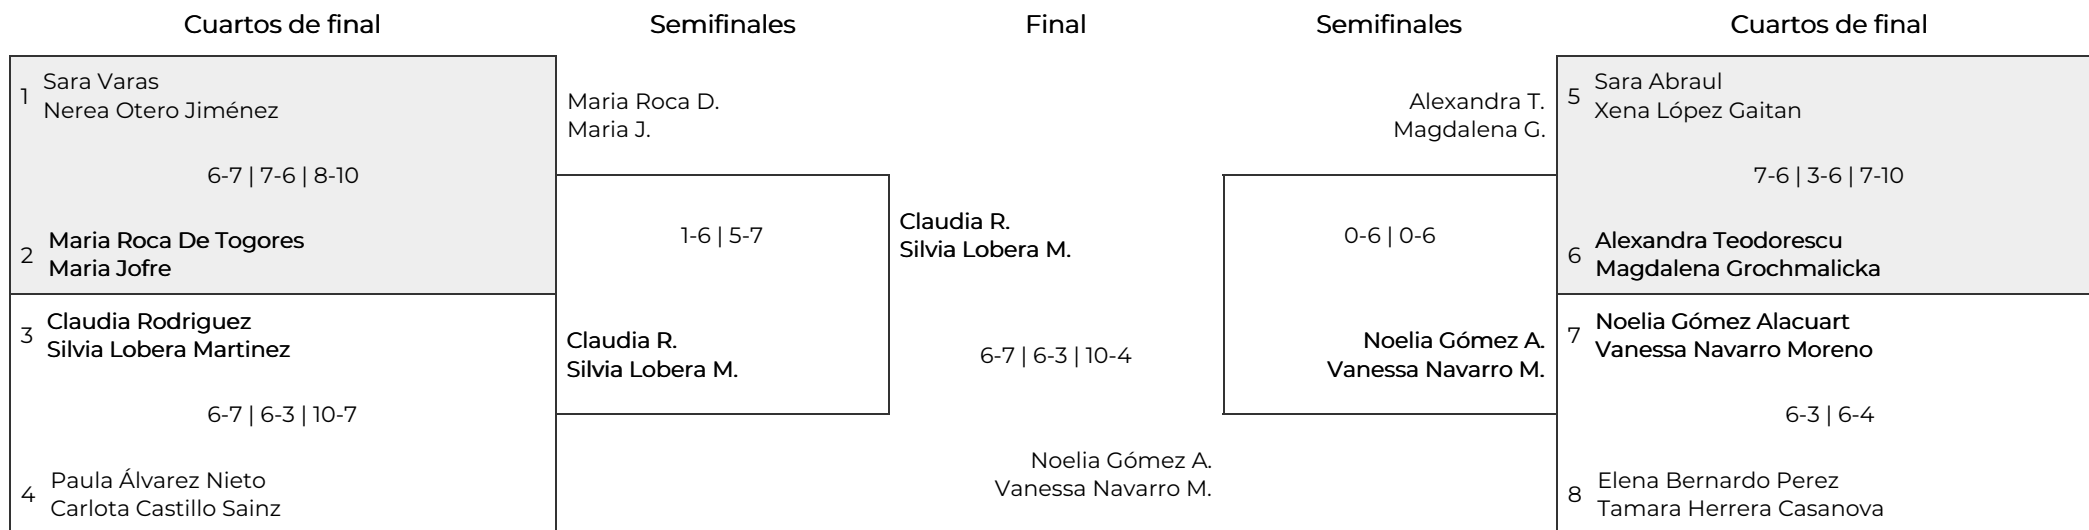 Cuartos de final
Semifinales
Final
Semifinales
Cuartos de final
1
Sara Varas
Nerea Otero Jiménez
6-7 | 7-6 | 8-10
2
Maria Roca De Togores
Maria Jofre
3
Claudia Rodriguez
Silvia Lobera Martinez
6-7 | 6-3 | 10-7
4
Paula Álvarez Nieto
Carlota Castillo Sainz
Maria Roca D.
Maria J.
1-6 | 5-7
Claudia R.
Silvia Lobera M.
Claudia R.
Silvia Lobera M.
6-7 | 6-3 | 10-4
Noelia Gómez A.
Vanessa Navarro M.
Alexandra T.
Magdalena G.
0-6 | 0-6
Noelia Gómez A.
Vanessa Navarro M.
5
Sara Abraul
Xena López Gaitan
7-6 | 3-6 | 7-10
6
Alexandra Teodorescu
Magdalena Grochmalicka
7
Noelia Gómez Alacuart
Vanessa Navarro Moreno
6-3 | 6-4
8
Elena Bernardo Perez
Tamara Herrera Casanova